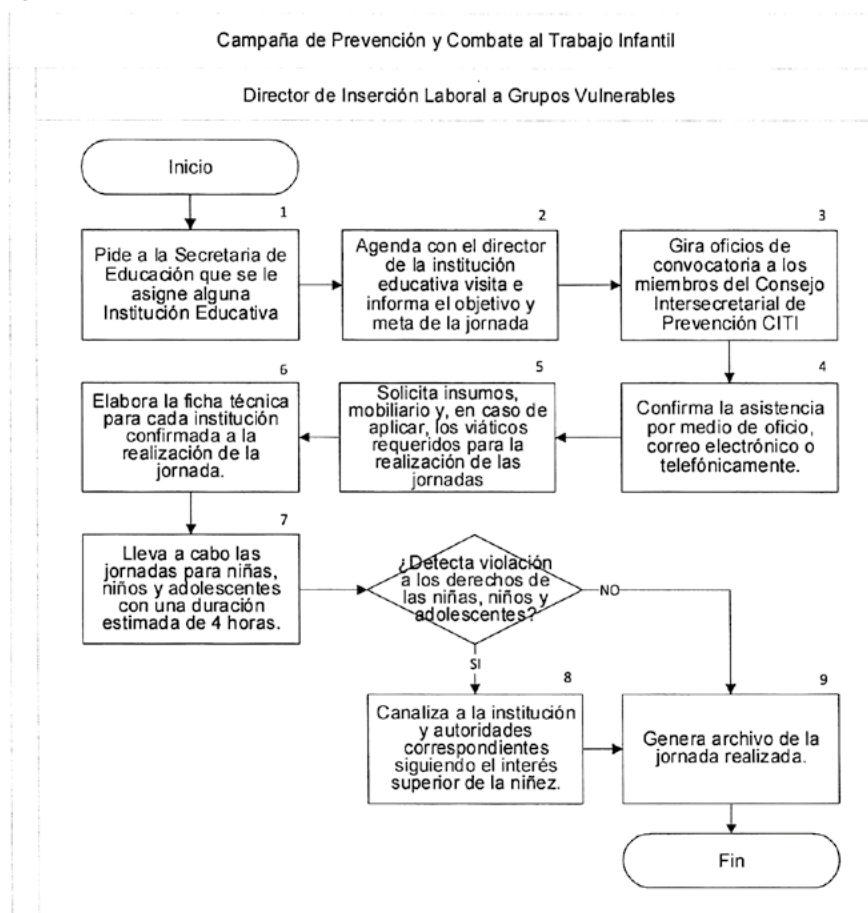 Campaña de Prevención y Combate al Trabajo Infantil
Director de Inserción Laboral a Grupos Vulnerables
Inicio
1
Pide a la Secretaria de
Educación que se le
asigne alguna
Institución Educativa
2
Agenda con el director
de la institución
educativa visita e
informa el objetivo y
meta de la jornada
3
Gira oficios de
convocatoria a los
miembros del Consejo
Intersecretarial de
Prevención CITI
4
Confirma la asistencia
por medio de oficio,
correo electrónico o
telefónicamente.
5
Solicita insumos,
mobiliario y, en caso de
aplicar, los viáticos
requeridos para la
realización de las
jornadas
6
Elabora la ficha técnica
para cada institución
confirmada a la
realización de la
jornada.
7
Lleva a cabo las
jornadas para niñas,
niños y adolescentes
con una duración
estimada de 4 horas.
¿Detecta violación
a los derechos de
las niñas, niños y
adolescentes?
NO
SI
8
Canaliza a la institución
y autoridades
correspondientes
siguiendo el interés
superior de la niñez.
9
Genera archivo de la
jornada realizada.
Fin